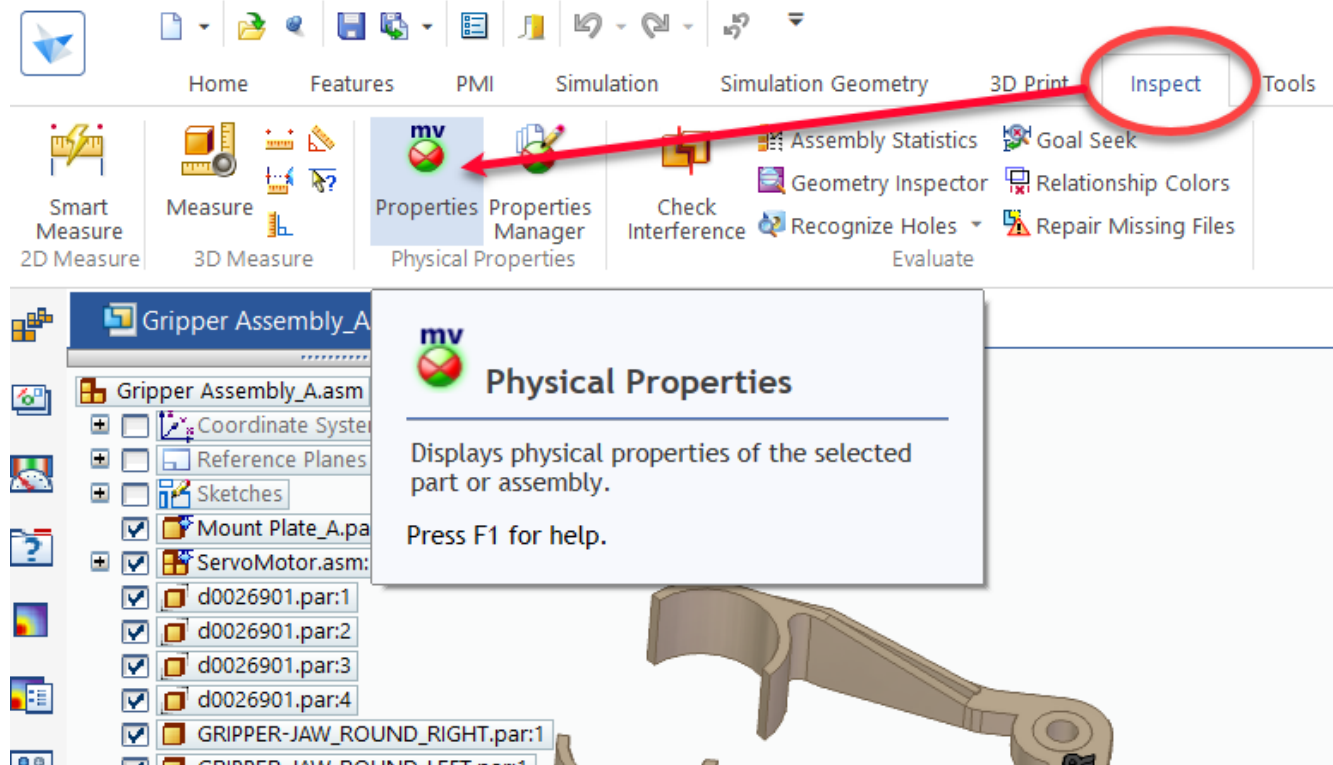 Home Features PMI Simulation Simulation Geometry 3D Print Inspect Tools
Smart Measure
2D Measure
Measure
3D Measure
mv
Properties
Properties Manager
Physical Properties
Check Interference
Assembly Statistics
Geometry Inspector
Recognize Holes
Goal Seek
Relationship Colors
Repair Missing Files
Evaluate
Gripper Assembly_A
mv
Physical Properties
Displays physical properties of the selected
part or assembly.
Press F1 for help.
Gripper Assembly_A.asm
Coordinate Syste
Reference Planes
Sketches
Mount Plate_A.pa
ServoMotor.asm:
d0026901.par:1
d0026901.par:2
d0026901.par:3
d0026901.par:4
GRIPPER-JAW_ROUND_RIGHT.par:1
GRIPPER-JAW_ROUND_LEFT.par:1